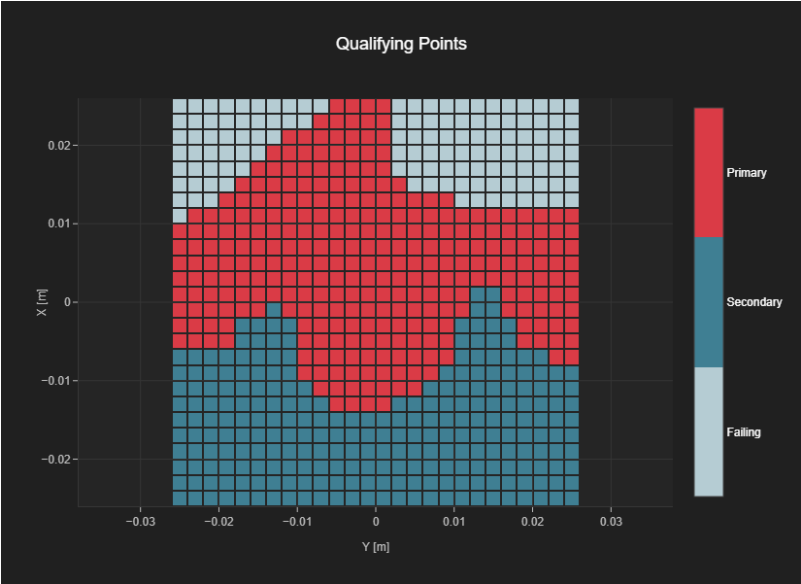 Qualifying Points
0.02
0.01
0
−0.01
−0.02
X [m]
−0.03
−0.02
−0.01
0
0.01
0.02
0.03
Y [m]
Primary
Secondary
Failing